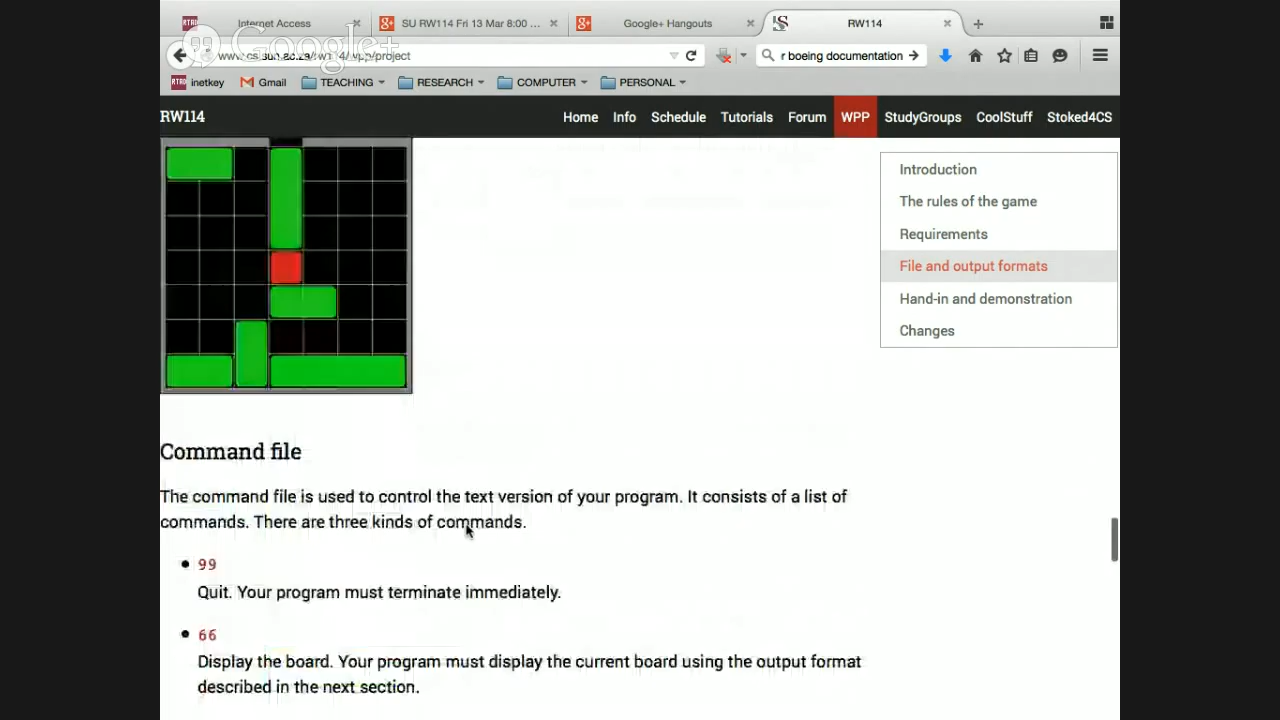 Internet Access
SU RW114 Fri 13 Mar 8:00 ...
Google+ Hangouts
RW114
Google+
r boeing documentation
inetkey
Gmail
TEACHING
RESEARCH
COMPUTER
PERSONAL
RW114
Home
Info
Schedule
Tutorials
Forum
WPP
StudyGroups
CoolStuff
Stoked4CS
Introduction
The rules of the game
Requirements
File and output formats
Hand-in and demonstration
Changes
Command file
The command file is used to control the text version of your program. It consists of a list of
commands. There are three kinds of commands.
99
Quit. Your program must terminate immediately.
66
Display the board. Your program must display the current board using the output format
described in the next section.